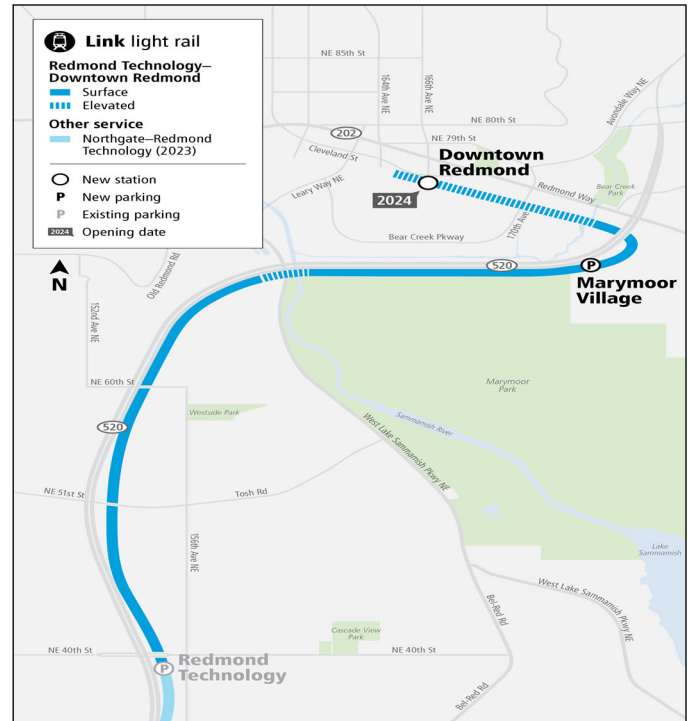 Link light rail
Redmond Technology–
Downtown Redmond
Surface
Elevated
Other service
Northgate–Redmond
Technology (2023)
New station
P New parking
P Existing parking
2024 Opening date
N
NE 85th St
164th Ave NE
166th Ave NE
Avondale Way NE
NE 80th St
202
NE 79th St
Cleveland St
Downtown
Redmond
Leary Way NE
Redmond Way
Bear Creek
Park
2024
170th Ave
Bear Creek Pkwy
Old Redmond Rd
520
P
Marymoor
Village
152nd Ave NE
NE 60th St
Marymoor
Park
Westside Park
Sammamish River
520
West Lake Sammamish Pkwy NE
NE 51st St
Tosh Rd
156th Ave NE
Lake
Sammamish
West Lake Sammamish Pkwy NE
Bel-Red Rd
Cascade View
Park
NE 40th St
NE 40th St
P
Redmond
Technology
Bel-Red Rd